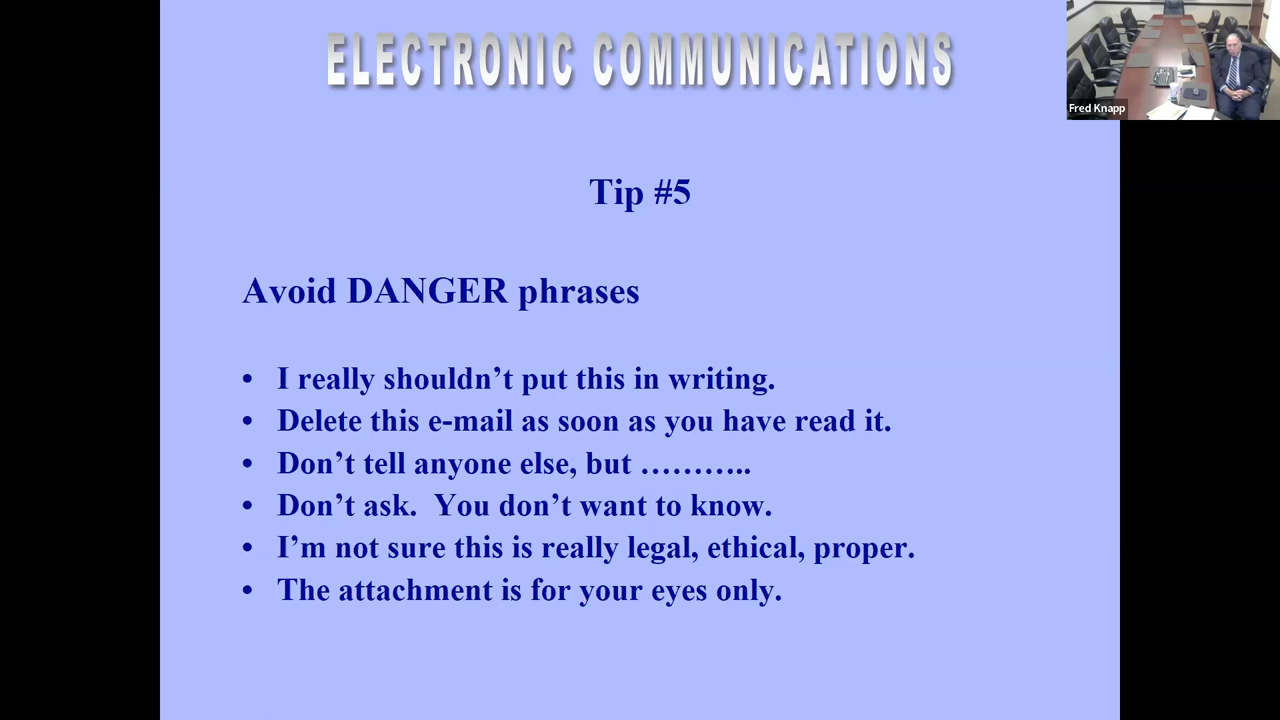 ELECTRONIC COMMUNICATIONS
Fred Knapp
Tip #5
Avoid DANGER phrases
• I really shouldn’t put this in writing.
• Delete this e-mail as soon as you have read it.
• Don’t tell anyone else, but ………..
• Don’t ask.  You don’t want to know.
• I’m not sure this is really legal, ethical, proper.
• The attachment is for your eyes only.